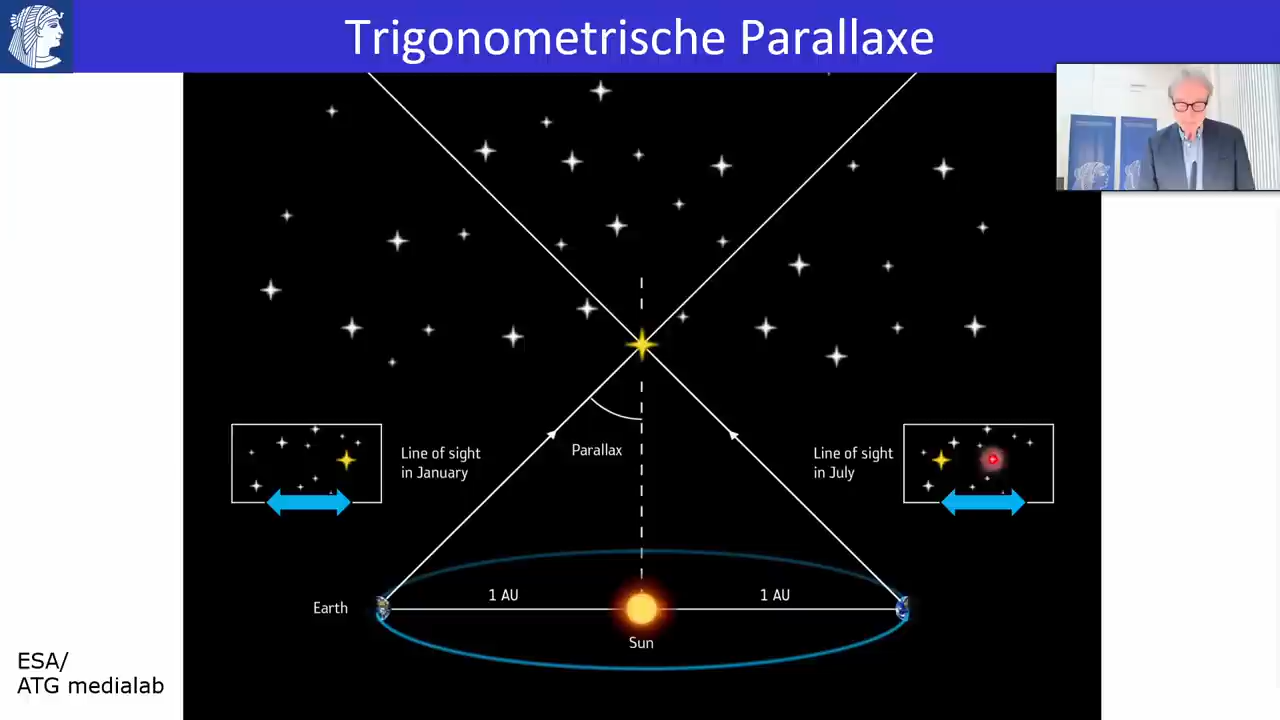 Trigonometrische Parallaxe
Line of sight
in January
Parallax
Line of sight
in July
1 AU
1 AU
Earth
Sun
ESA/
ATG medialab